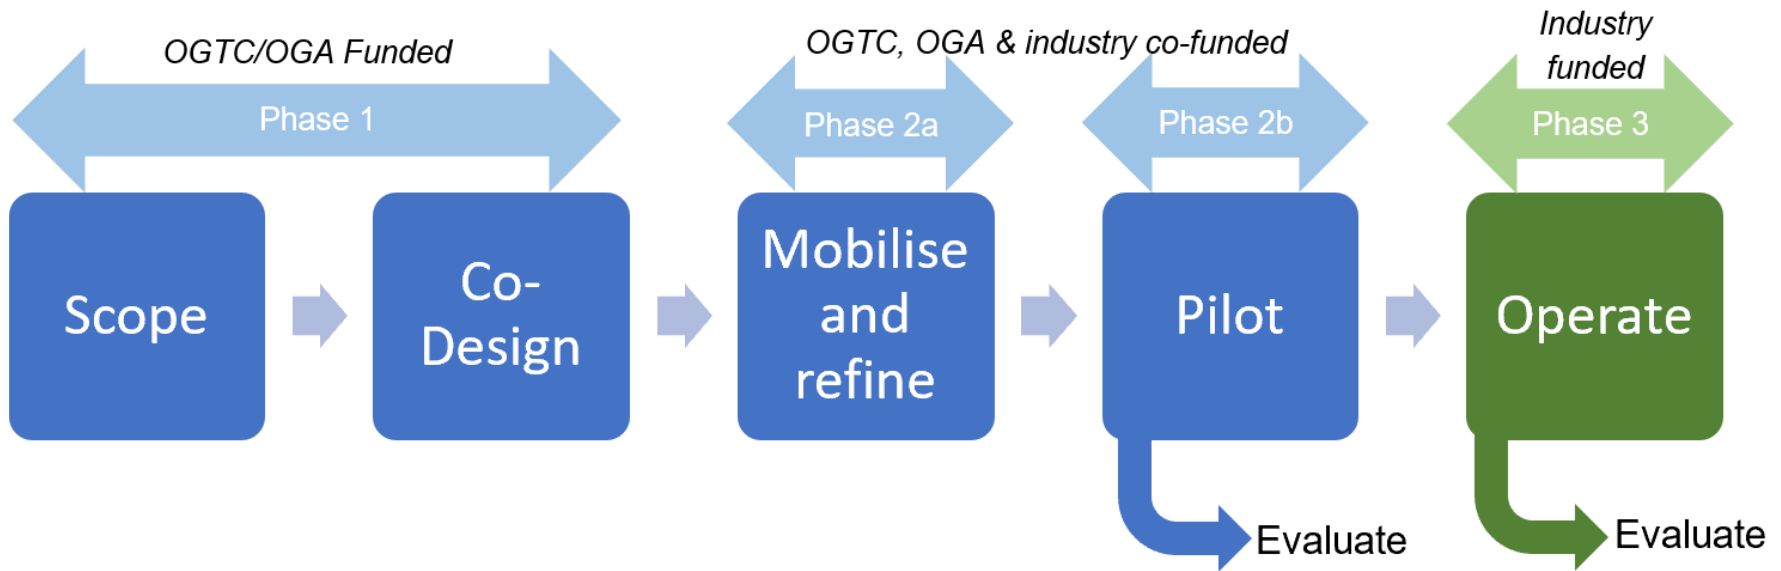 OGTC/OGA Funded
OGTC, OGA & industry co-funded
Industry
funded
Phase 1
Phase 2a
Phase 2b
Phase 3
Scope
Co-
Design
Mobilise
and
refine
Pilot
Operate
Evaluate
Evaluate